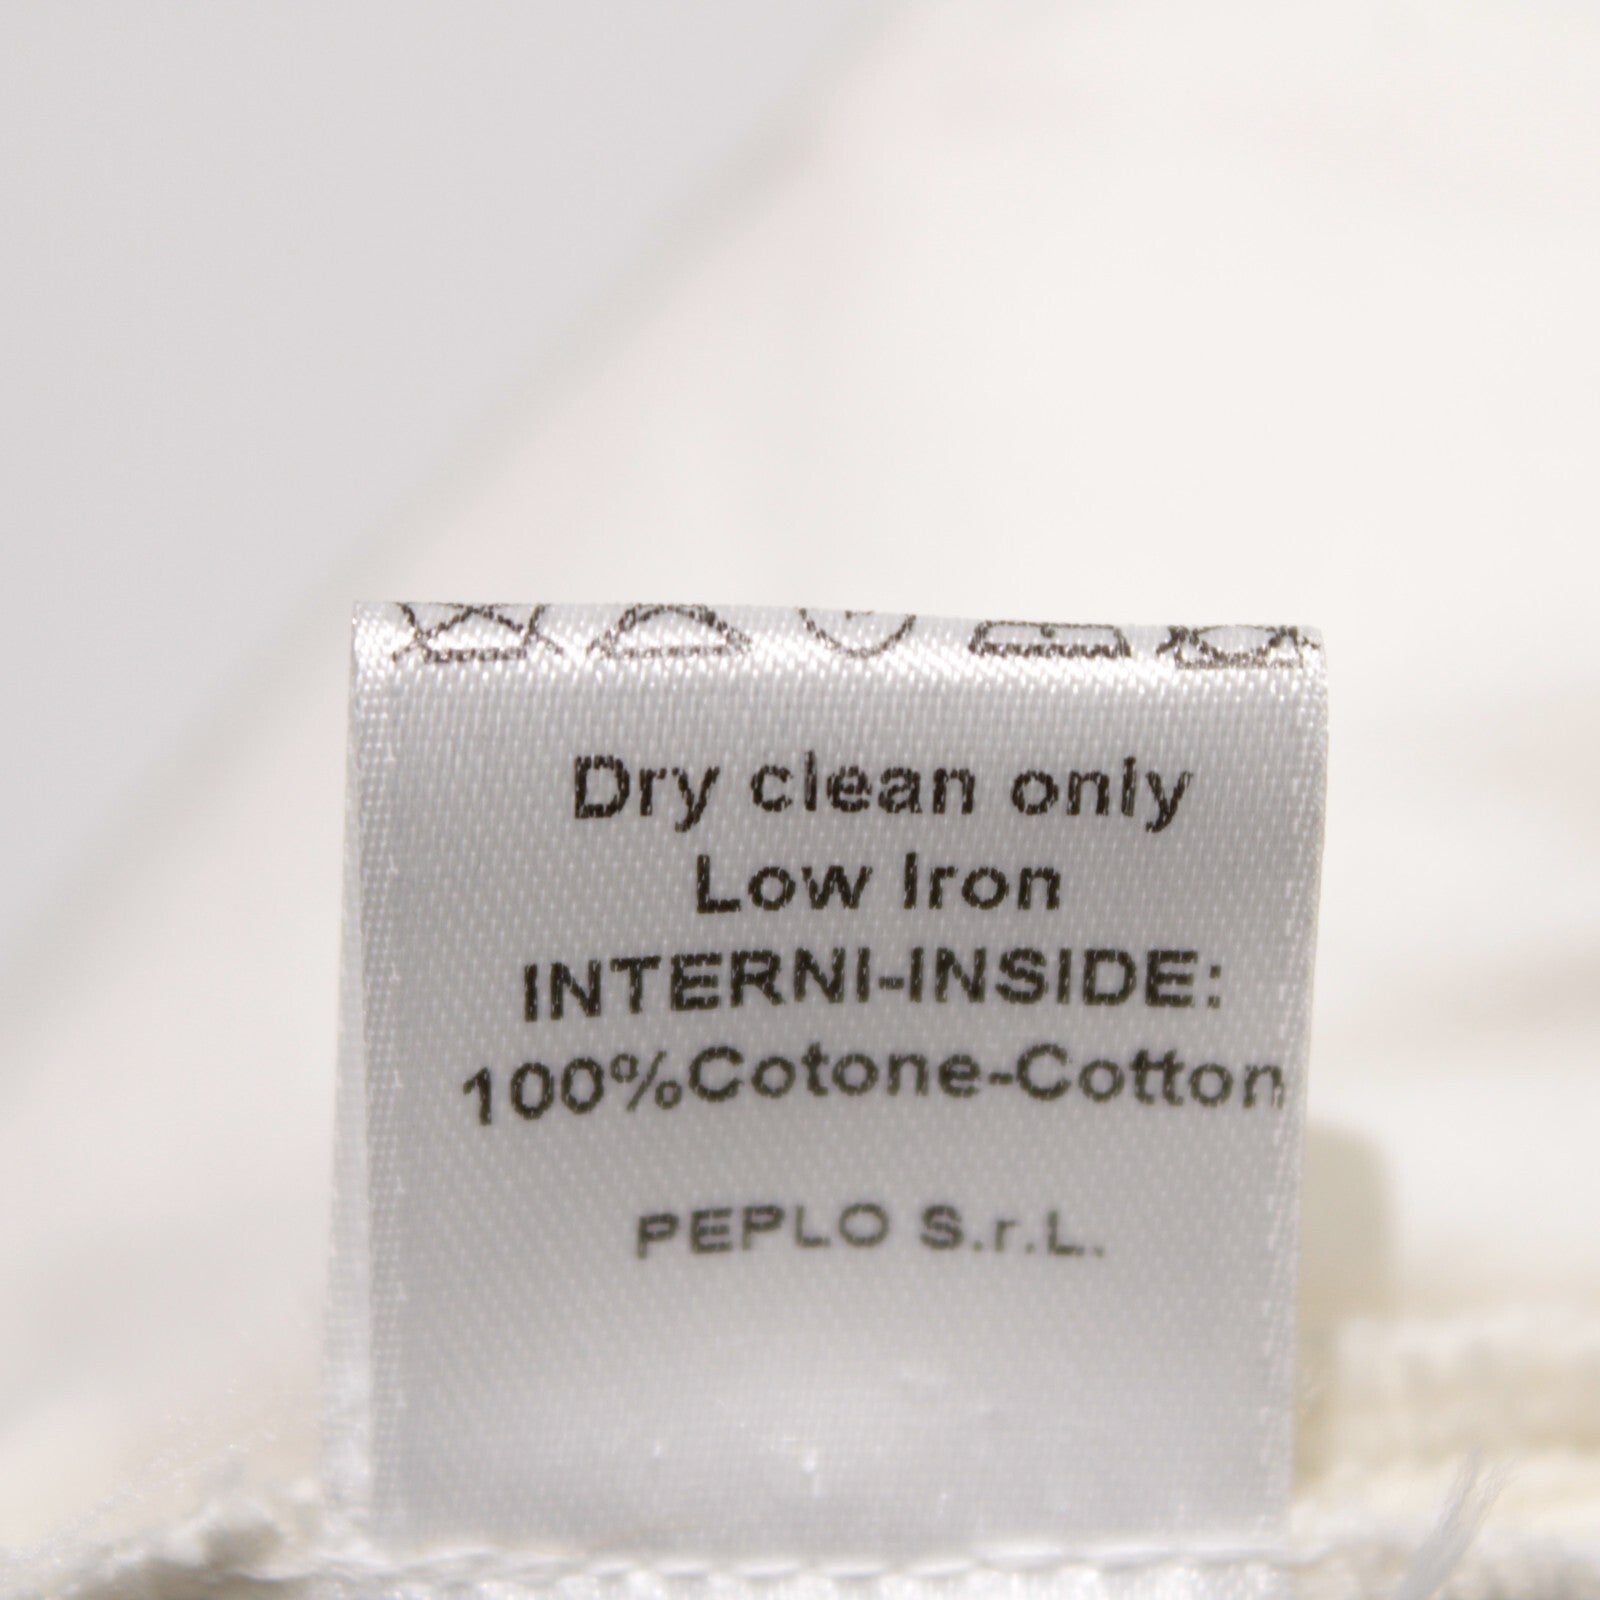 Dry clean only
Low Iron
INTERNI-INSIDE:
100%Cotone-Cotton
PEPLO S.r.L.